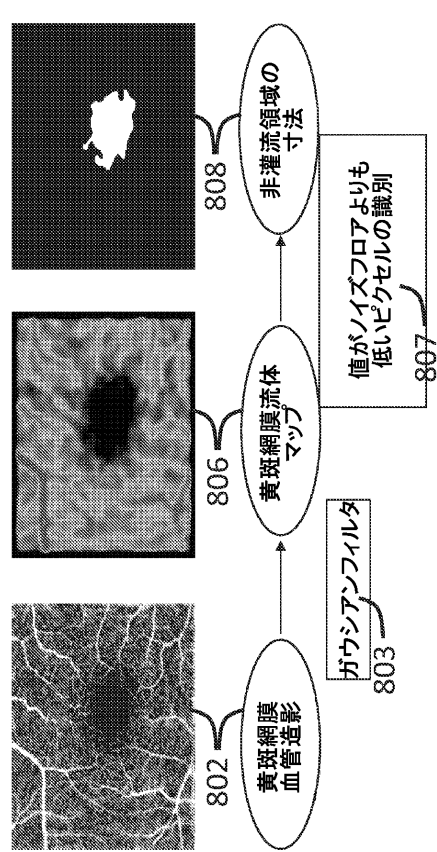 802
黄斑網膜
血管造影
803
ガウシアンフィルタ
806
黄斑網膜流体
マップ
807
値がノイズフロアよりも
低いピクセルの識別
808
非灌流領域の
寸法